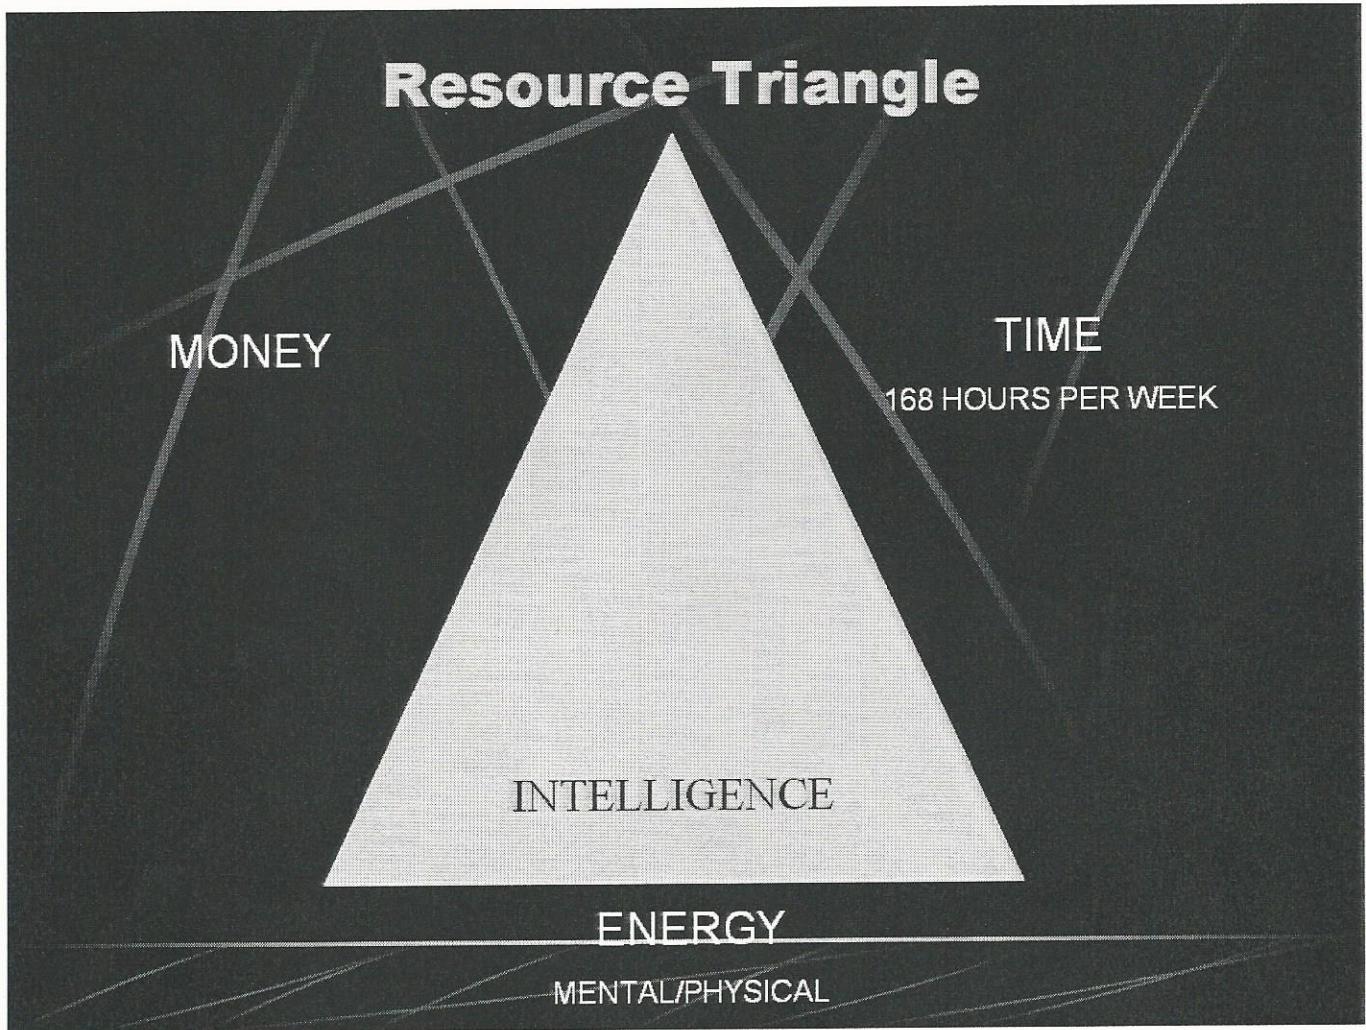 Resource Triangle
MONEY
TIME
168 HOURS PER WEEK
INTELLIGENCE
ENERGY
MENTAL/PHYSICAL